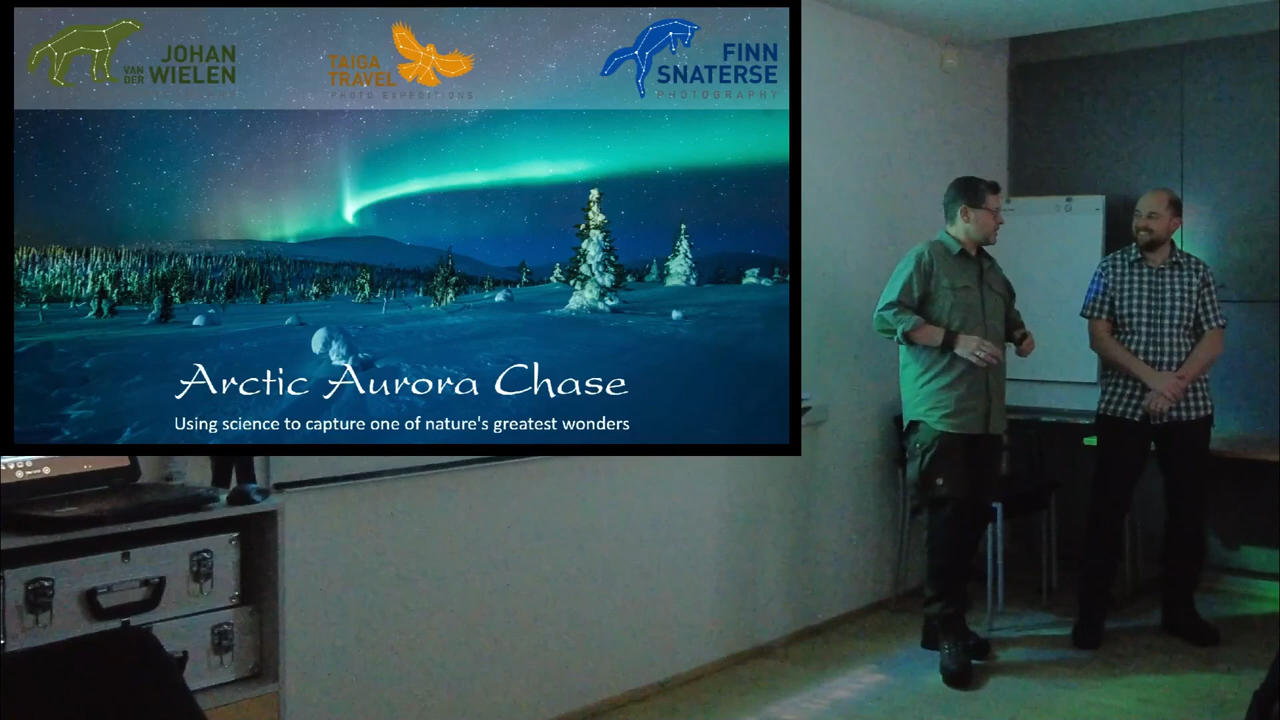 JOHAN
VAN DER WIELEN
TAIGA
TRAVEL
PHOTO EXPEDITIONS
FINN
SNATERSE
PHOTOGRAPHY
Arctic Aurora Chase
Using science to capture one of nature's greatest wonders